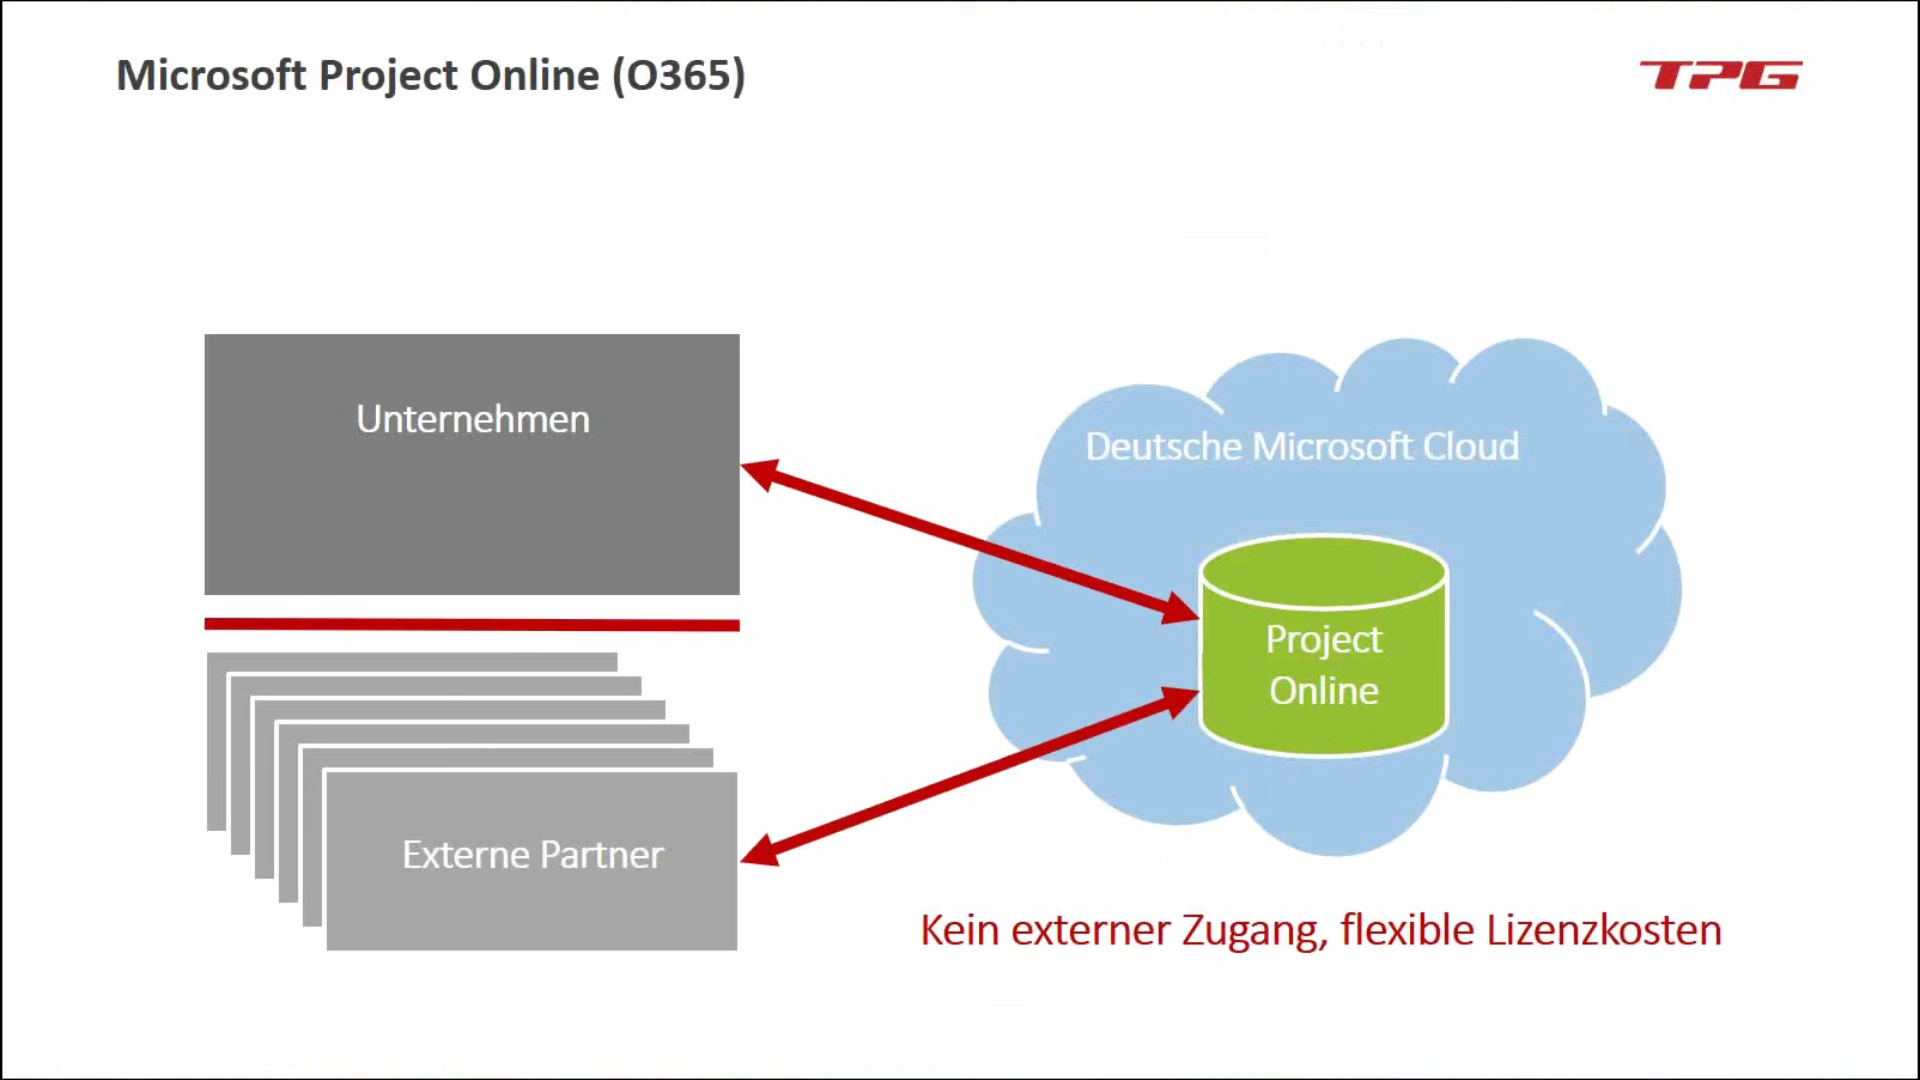 Microsoft Project Online (O365)
TPG
Unternehmen
Deutsche Microsoft Cloud
Project
Online
Externe Partner
Kein externer Zugang, flexible Lizenzkosten